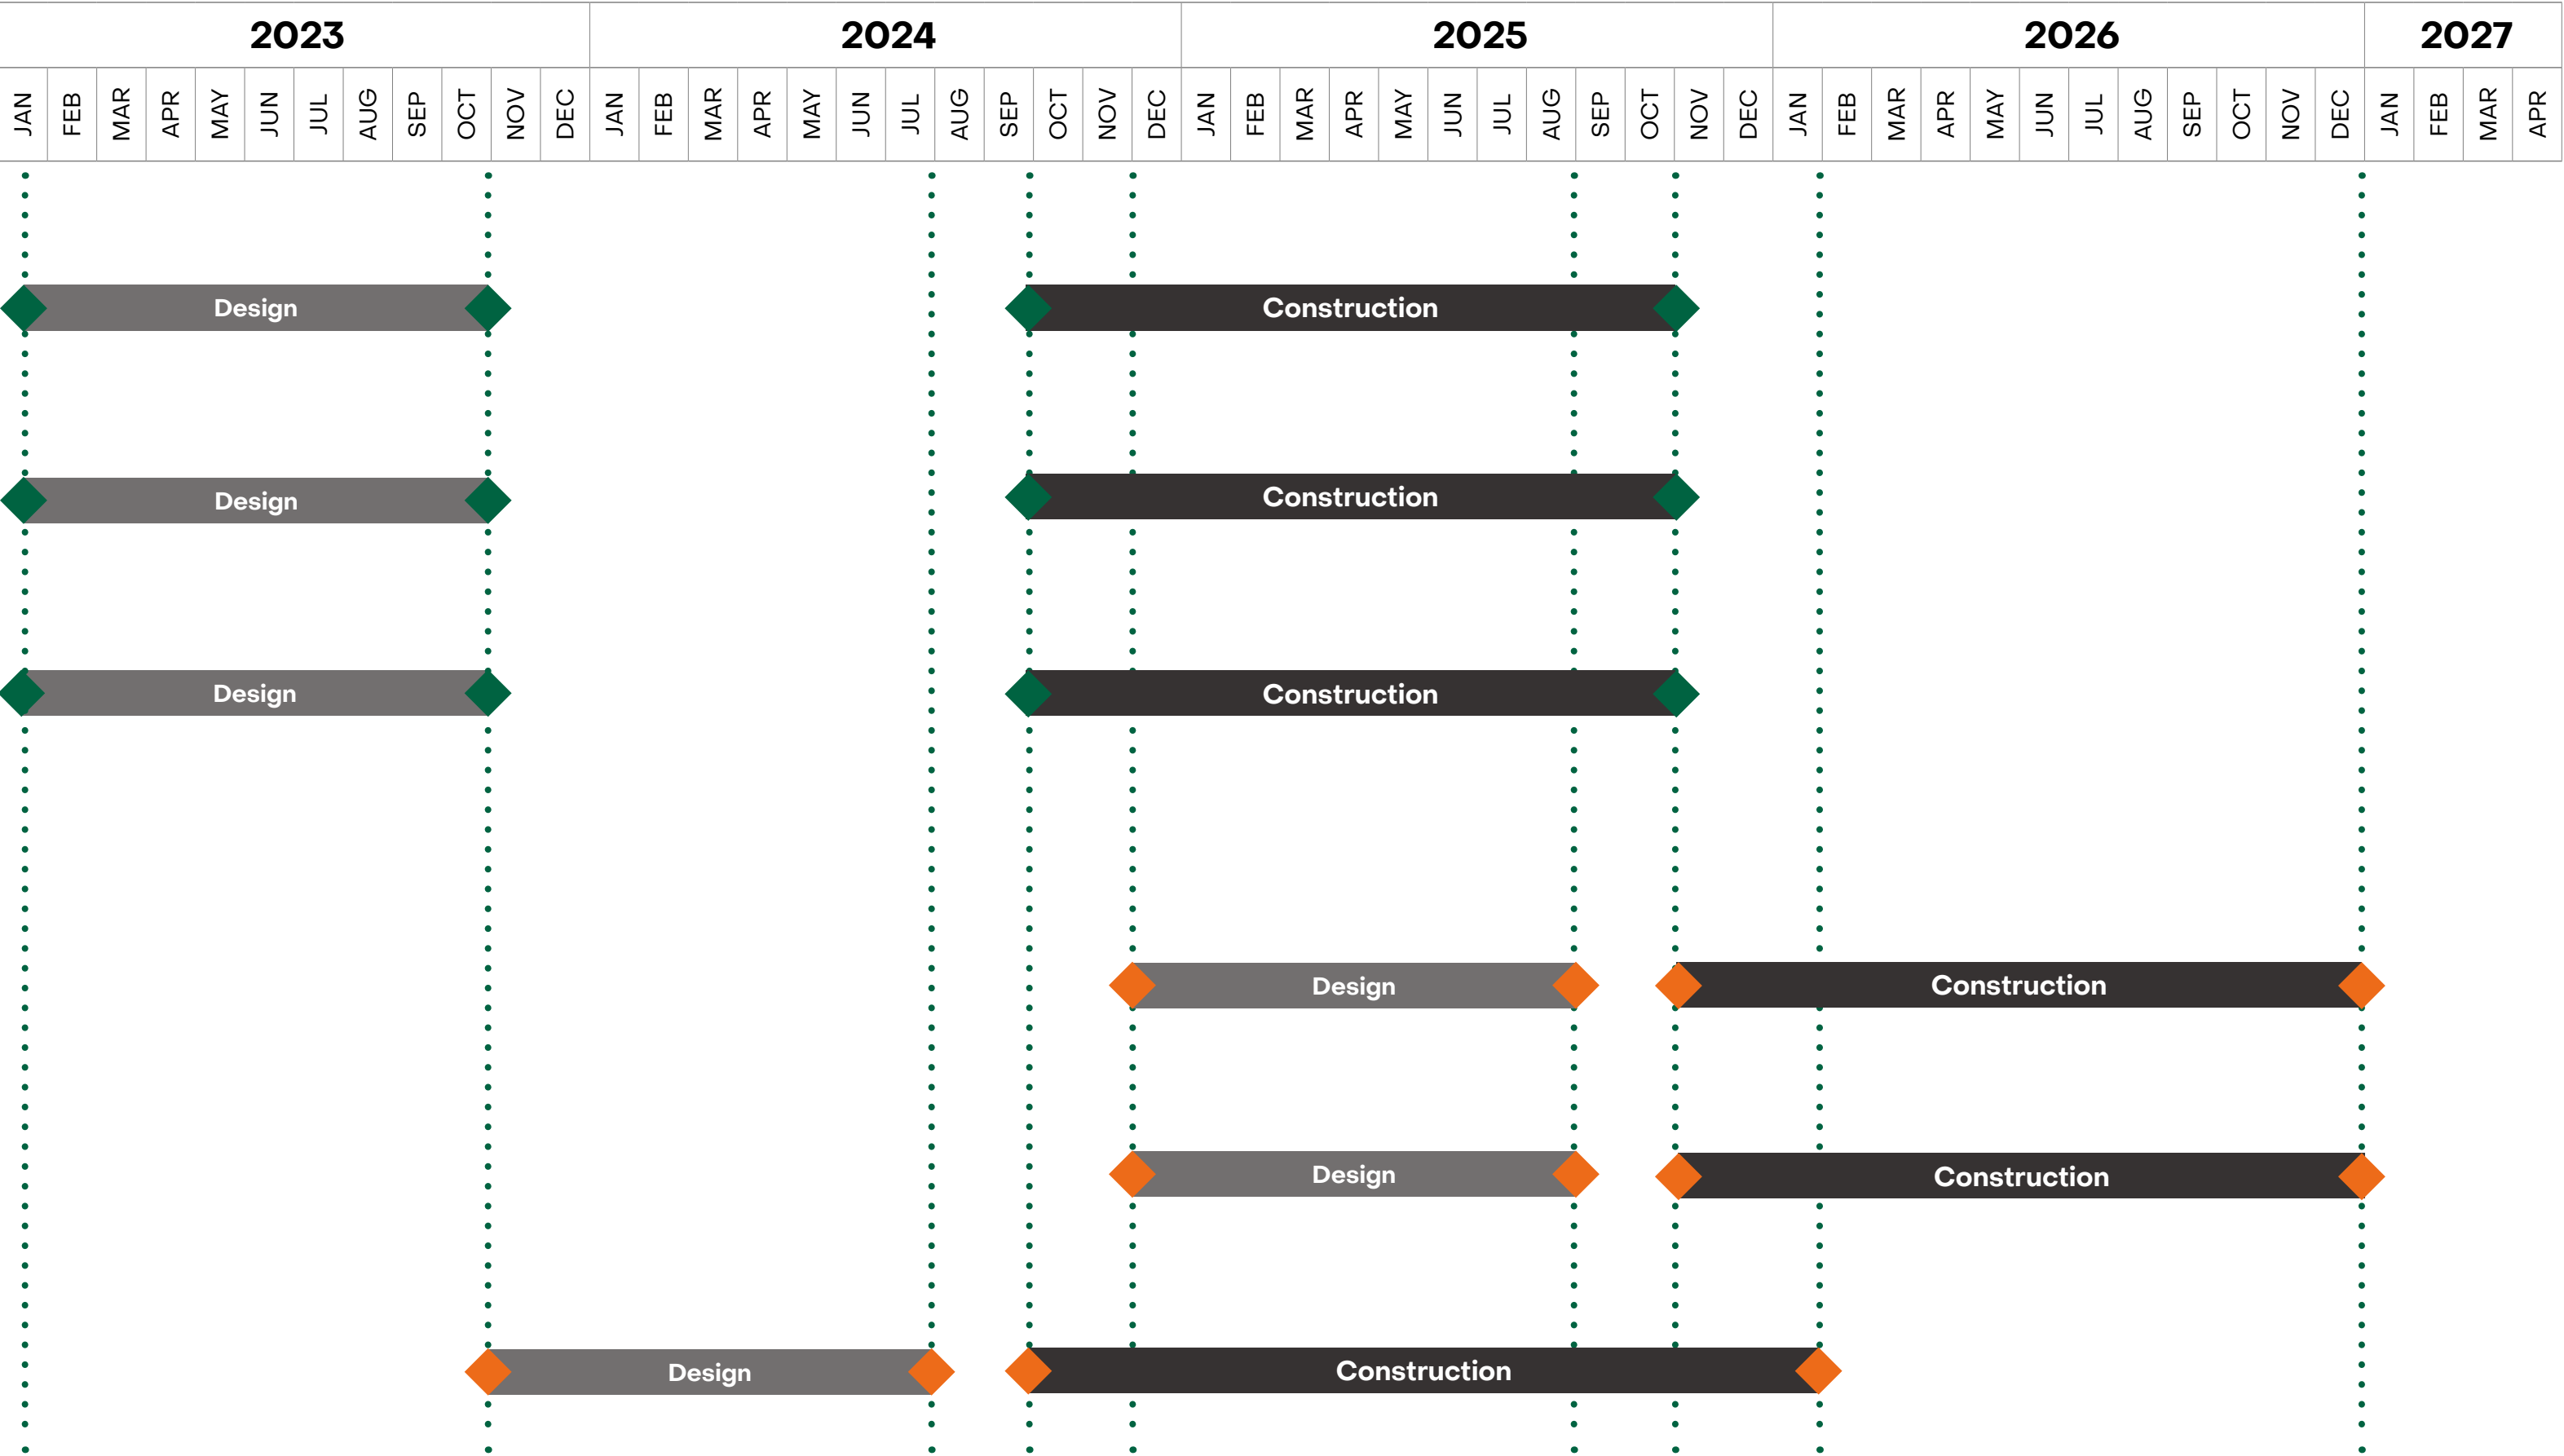 2023 2024 2025 2026 2027
JAN FEB MAR APR MAY JUN JUL AUG SEP OCT NOV DEC JAN FEB MAR APR MAY JUN JUL AUG SEP OCT NOV DEC JAN FEB MAR APR MAY JUN JUL AUG SEP OCT NOV DEC JAN FEB MAR APR MAY JUN JUL AUG SEP OCT NOV DEC JAN FEB MAR APR
Design Construction
Design Construction
Design Construction
Design Construction
Design Construction
Design Construction